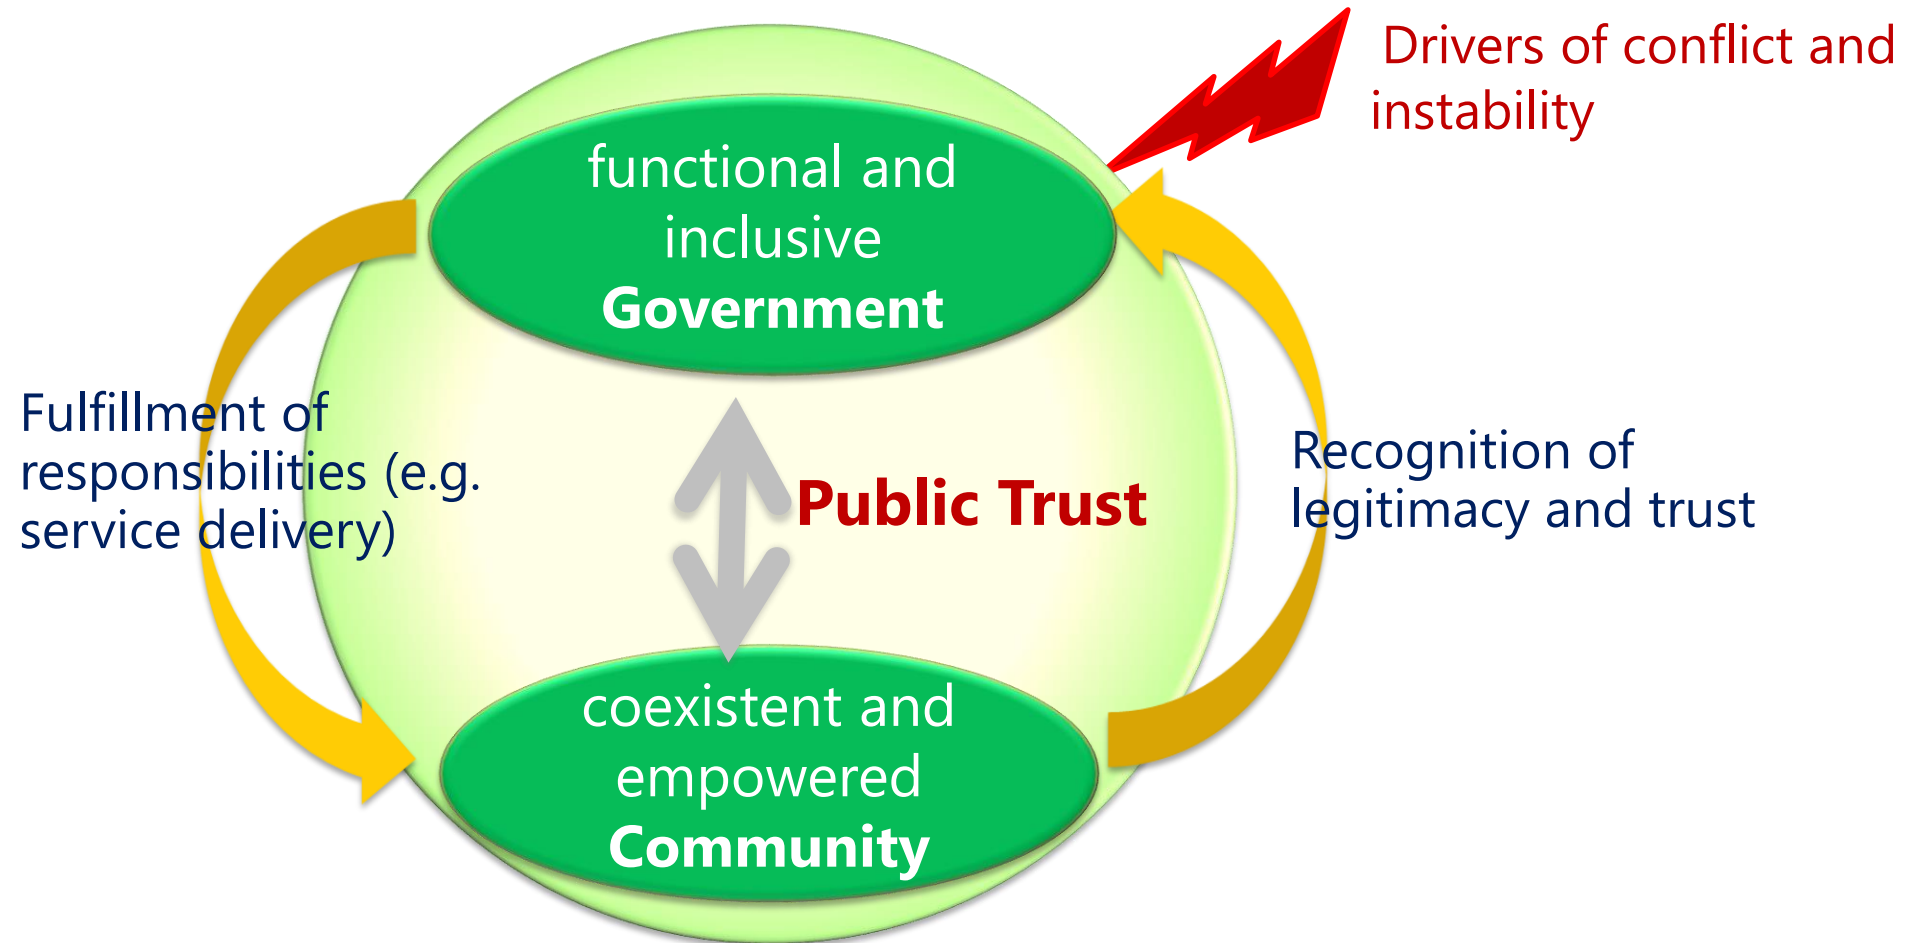 Drivers of conflict and
instability
functional and
inclusive
Government
Fulfillment of
responsibilities (e.g.
service delivery)
Public Trust
Recognition of
legitimacy and trust
coexistent and
empowered
Community